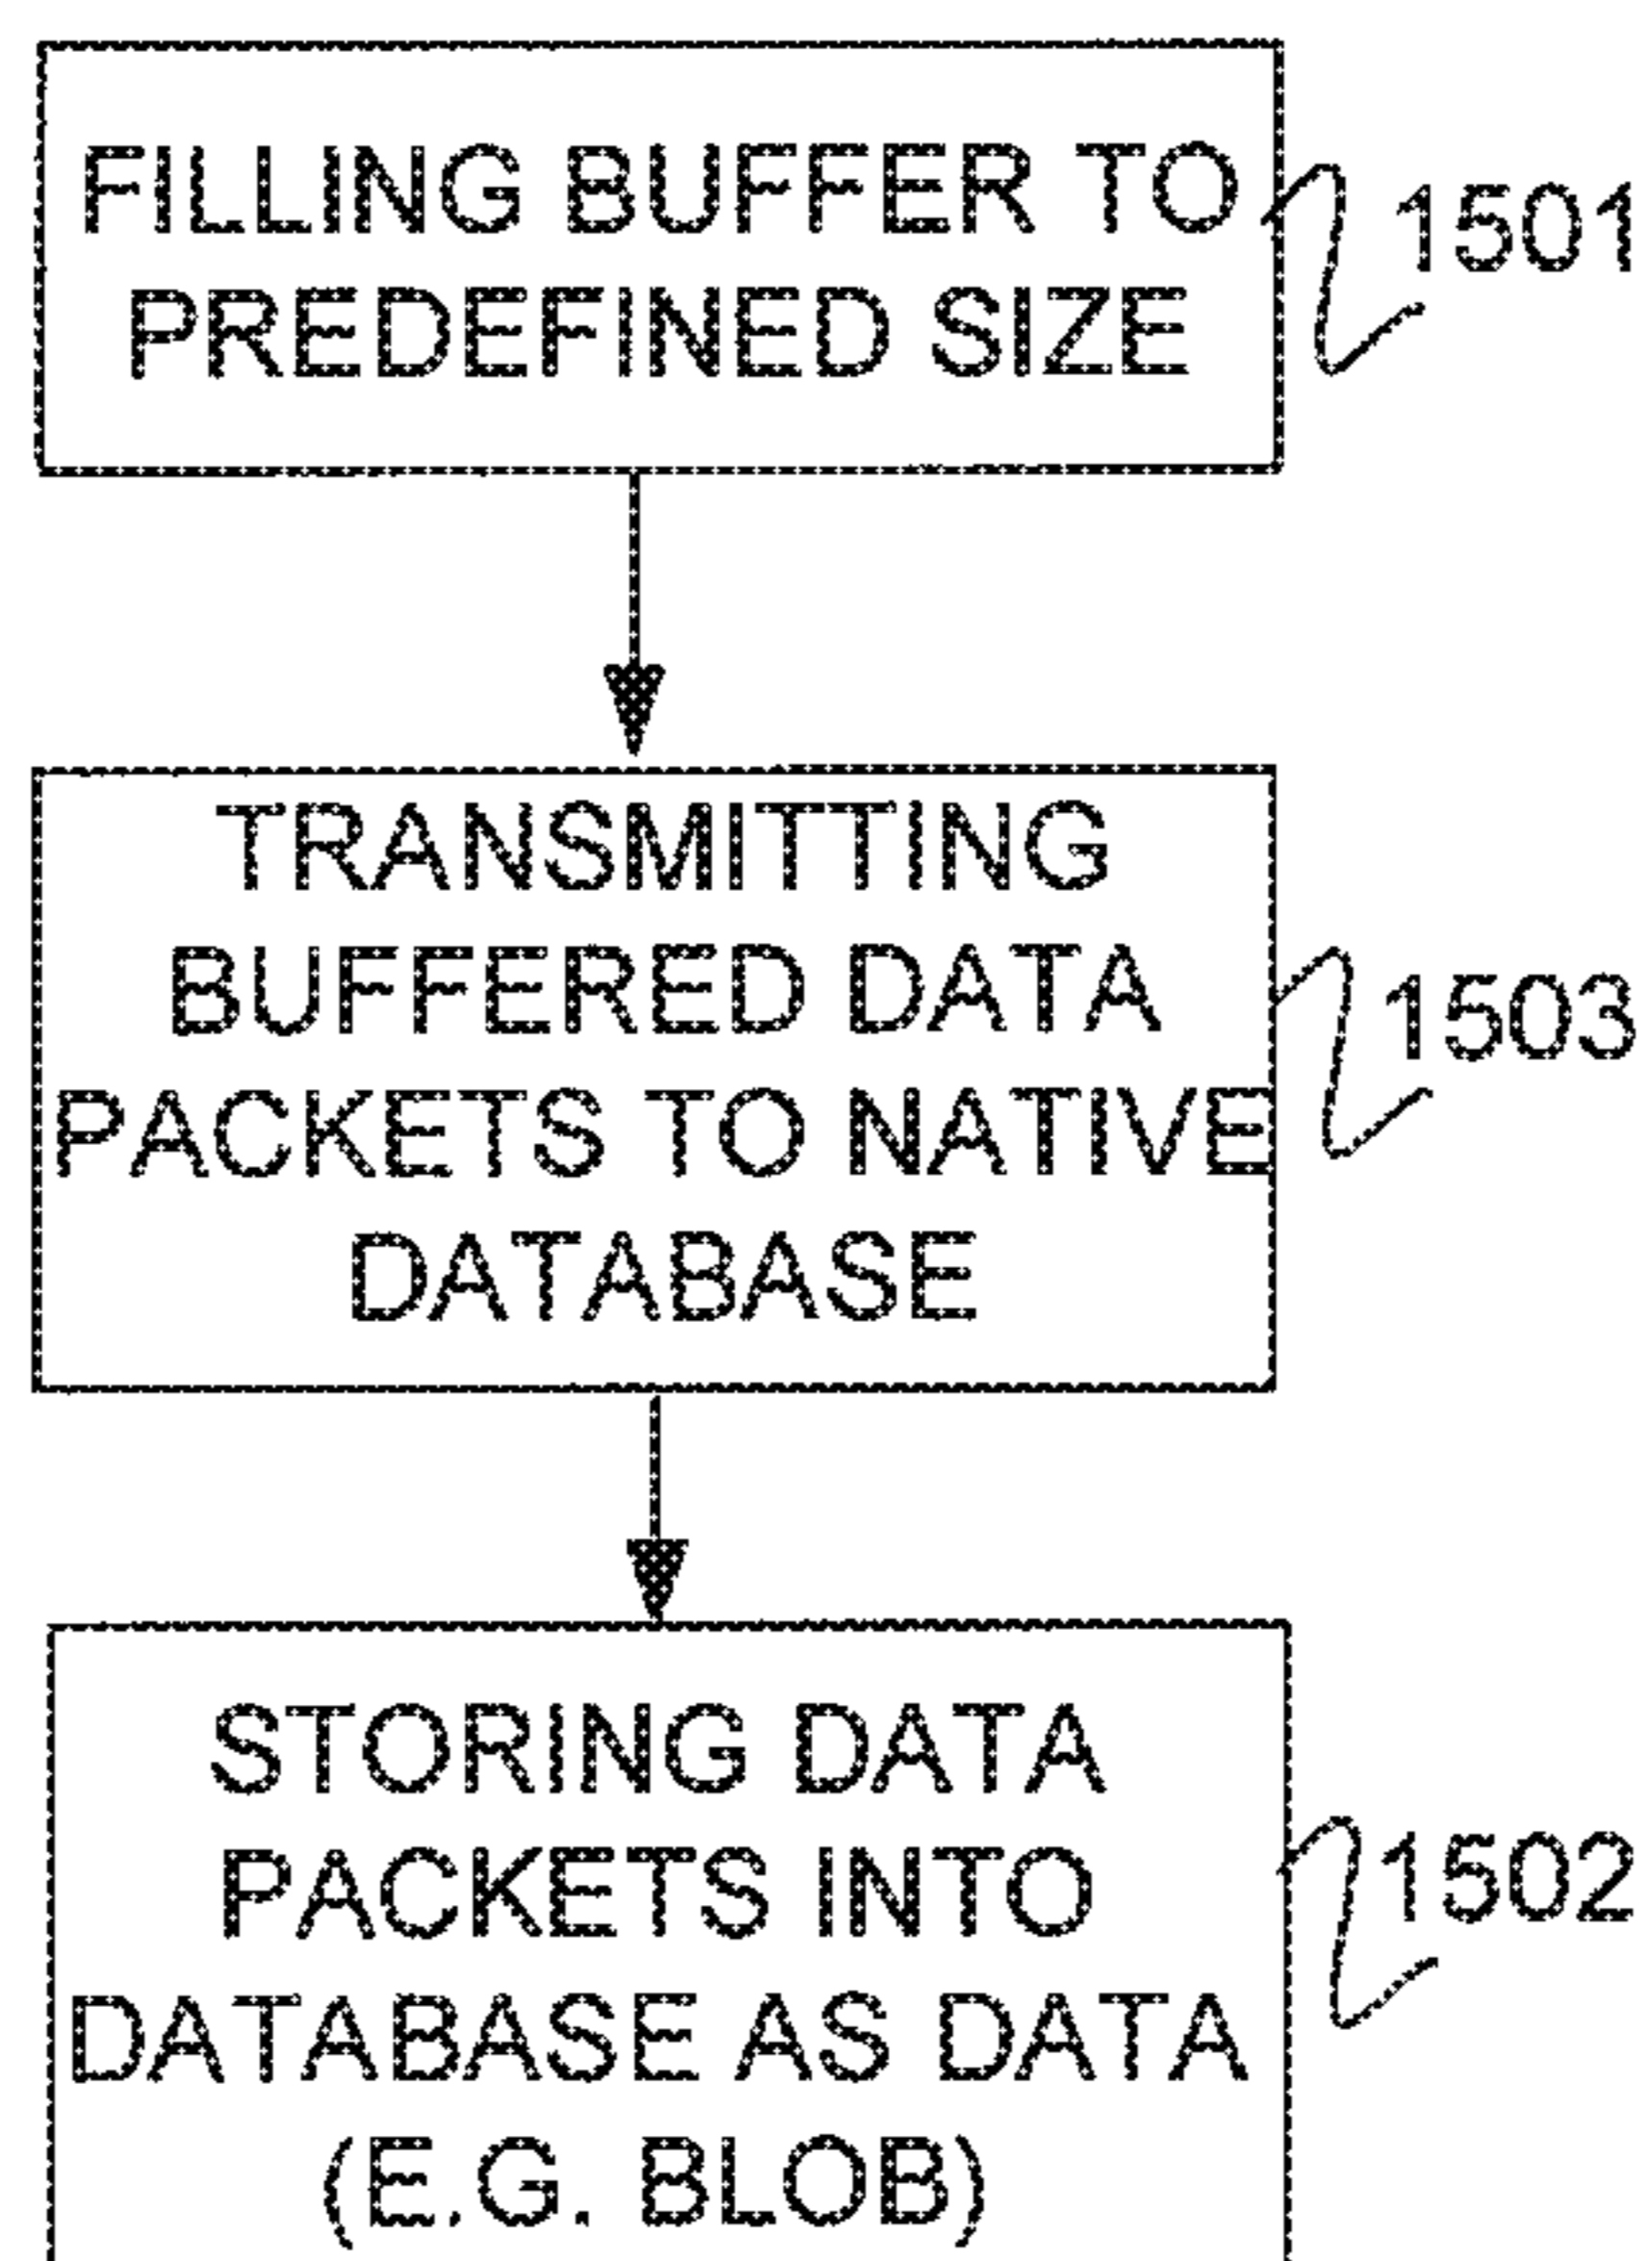 FILLING BUFFER TO
PREDEFINED SIZE
1501
TRANSMITTING
BUFFERED DATA
PACKETS TO NATIVE
DATABASE
1503
STORING DATA
PACKETS INTO
DATABASE AS DATA
(E.G. BLOB)
1502